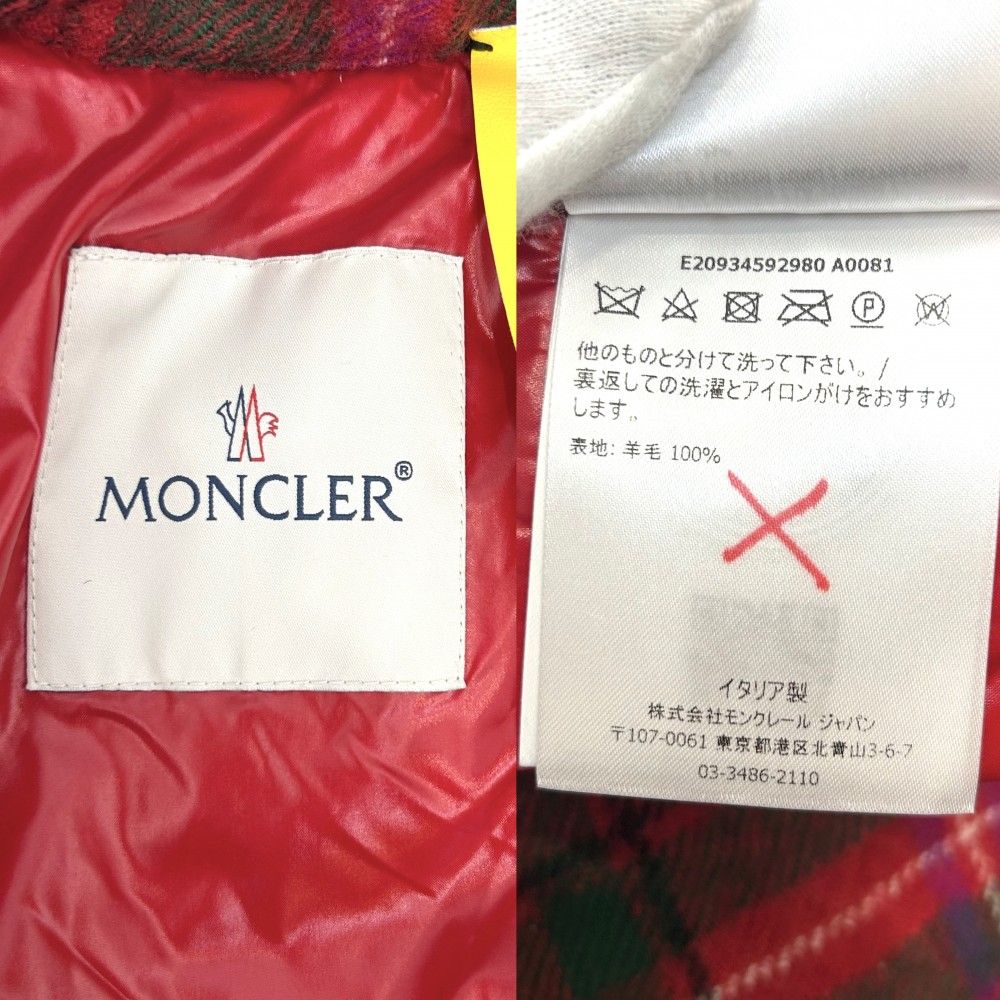 MONCLER®
E20934592980 A0081
P
W
他のものと分けて洗って下さい。/
裏返しての洗濯とアイロンがけをおすすめ
します。
表地: 羊毛 100%
イタリア製
株式会社モンクレール ジャパン
〒107-0061 東京都港区北青山3-6-7
03-3486-2110